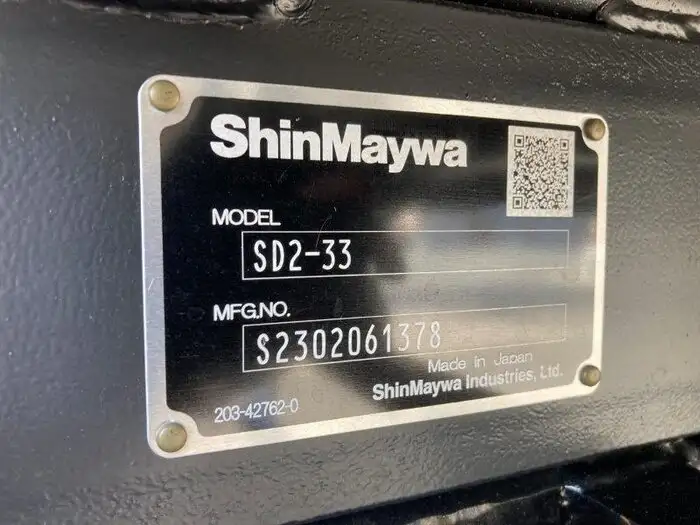 ShinMaywa
MODEL
SD2-33
MFG.NO.
S2302061378
Made in Japan
ShinMaywa Industries, Ltd.
203-42762-0